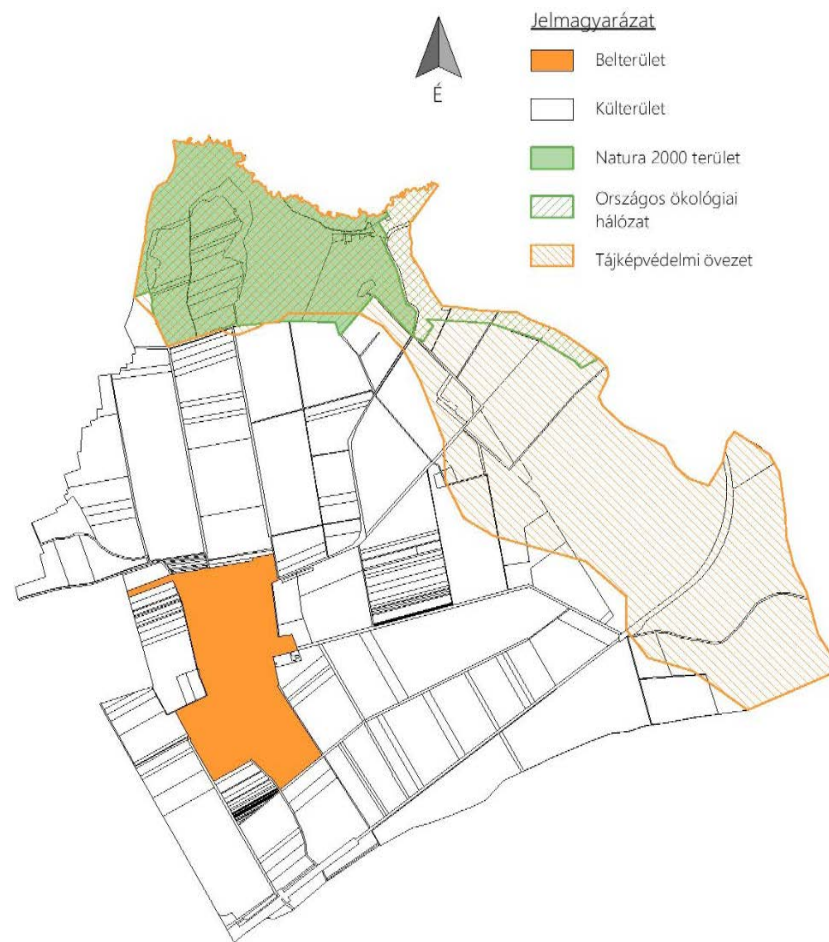 Jelmagyarázat
Belterület
É
Külterület
Natura 2000 terület
Országos ökológiai
hálózat
Tájképvédelmi övezet